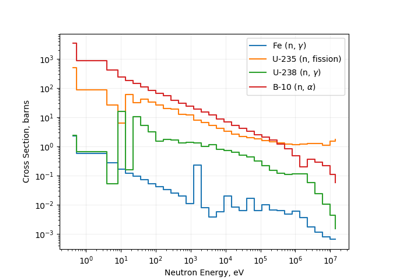 Fe (n, γ)
U-235 (n, fission)
U-238 (n, γ)
B-10 (n, α)
Cross Section, barns
10³
10²
10¹
10⁰
10⁻¹
10⁻²
10⁻³
10⁰ 10¹ 10² 10³ 10⁴ 10⁵ 10⁶ 10⁷
Neutron Energy, eV